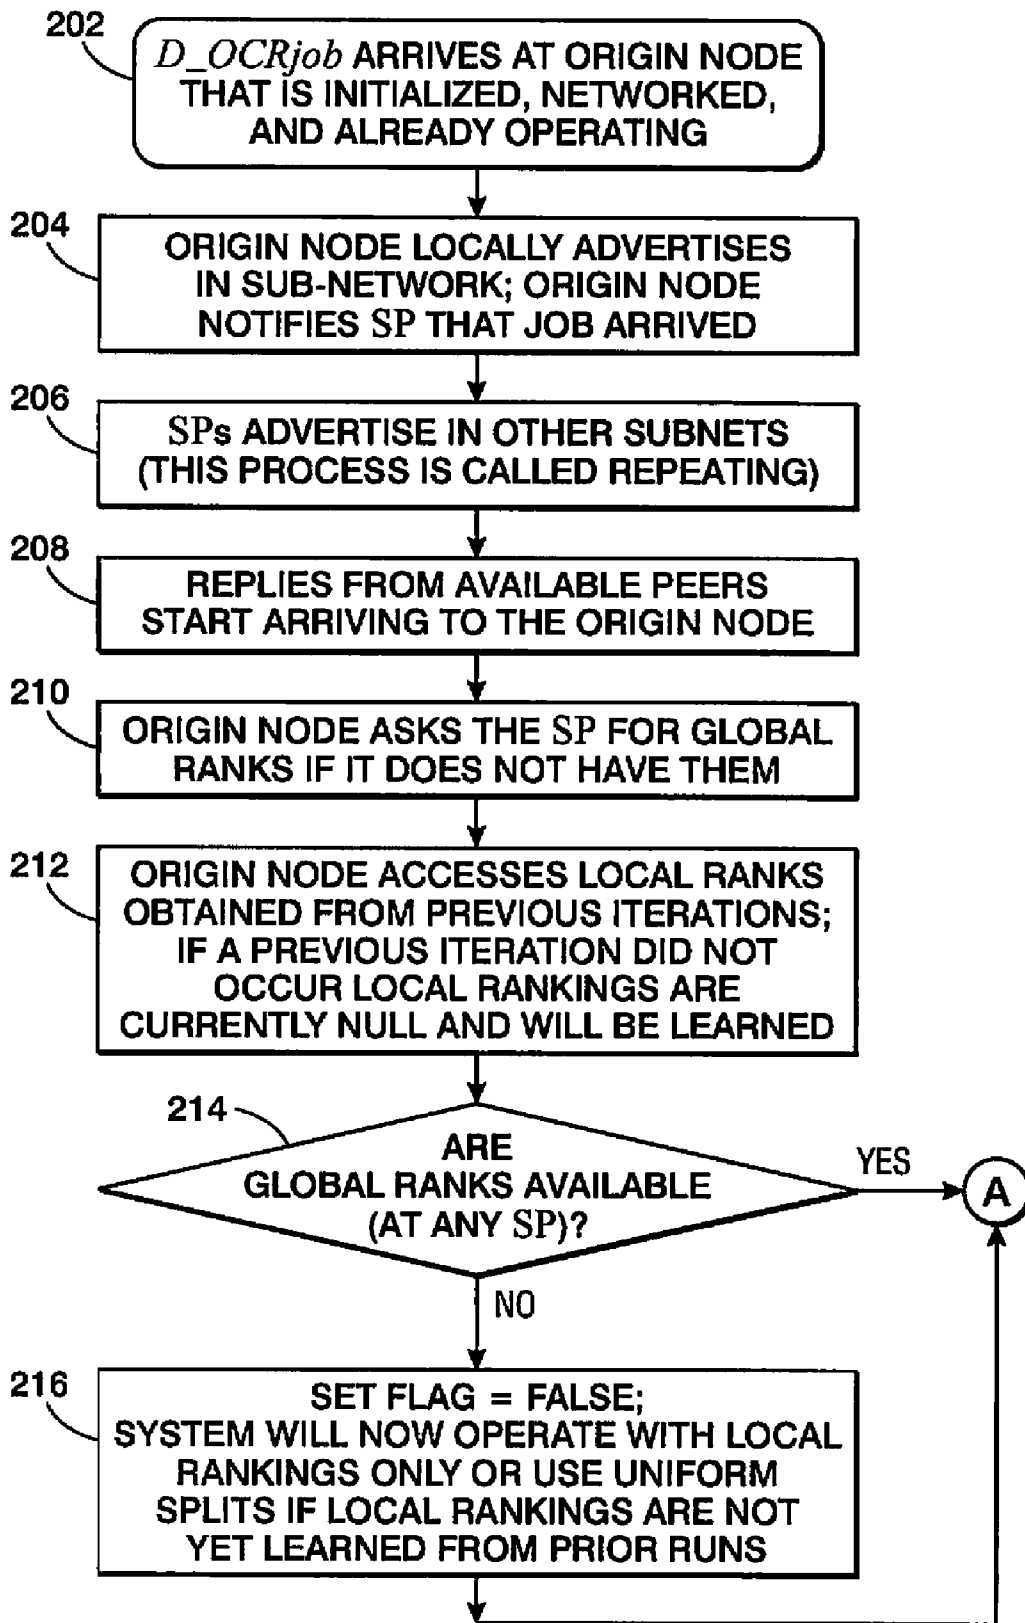 202
D_OCRjob ARRIVES AT ORIGIN NODE
THAT IS INITIALIZED, NETWORKED,
AND ALREADY OPERATING
204
ORIGIN NODE LOCALLY ADVERTISES
IN SUB-NETWORK; ORIGIN NODE
NOTIFIES SP THAT JOB ARRIVED
206
SPs ADVERTISE IN OTHER SUBNETS
(THIS PROCESS IS CALLED REPEATING)
208
REPLIES FROM AVAILABLE PEERS
START ARRIVING TO THE ORIGIN NODE
210
ORIGIN NODE ASKS THE SP FOR GLOBAL
RANKS IF IT DOES NOT HAVE THEM
212
ORIGIN NODE ACCESSES LOCAL RANKS
OBTAINED FROM PREVIOUS ITERATIONS;
IF A PREVIOUS ITERATION DID NOT
OCCUR LOCAL RANKINGS ARE
CURRENTLY NULL AND WILL BE LEARNED
214
ARE
GLOBAL RANKS AVAILABLE
(AT ANY SP)?
YES
A
NO
216
SET FLAG = FALSE;
SYSTEM WILL NOW OPERATE WITH LOCAL
RANKINGS ONLY OR USE UNIFORM
SPLITS IF LOCAL RANKINGS ARE NOT
YET LEARNED FROM PRIOR RUNS